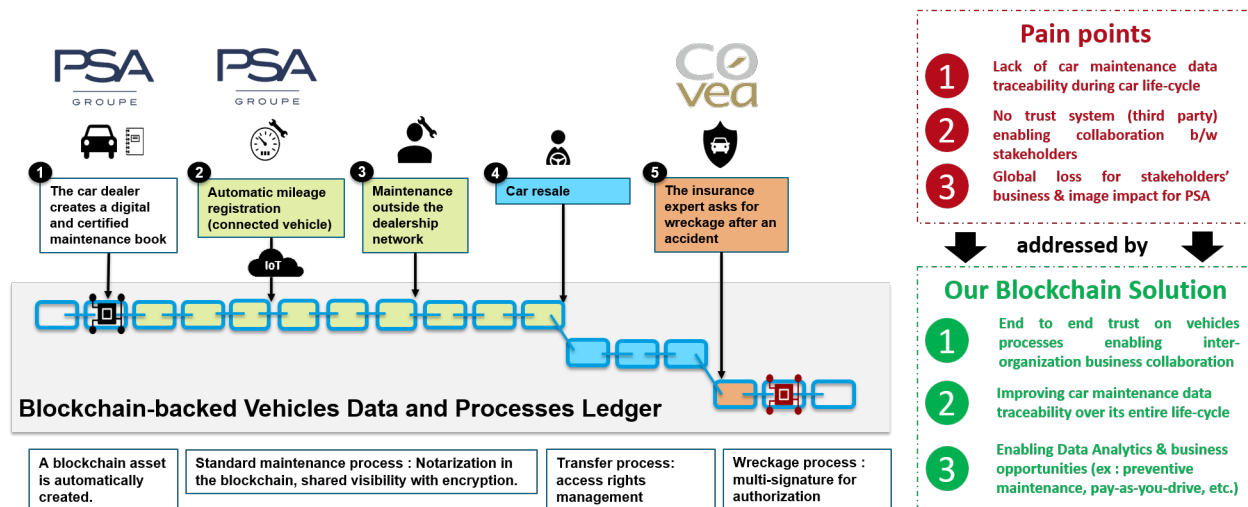 PSA
GROUPE
PSA
GROUPE
COvea
1
The car dealer
creates a digital
and certified
maintenance book
2
Automatic mileage
registration
(connected vehicle)
IoT
3
Maintenance
outside the
dealership
network
4
Car resale
5
The insurance
expert asks for
wreckage after an
accident
Blockchain-backed Vehicles Data and Processes Ledger
A blockchain asset
is automatically
created.
Standard maintenance process : Notarization in
the blockchain, shared visibility with encryption.
Transfer process:
access rights
management
Wreckage process :
multi-signature for
authorization
Pain points
1
Lack of car maintenance data
traceability during car life-cycle
2
No trust system (third party)
enabling collaboration b/w
stakeholders
3
Global loss for stakeholders’
business & image impact for PSA
addressed by
Our Blockchain Solution
1
End to end trust on vehicles
processes enabling inter-
organization business collaboration
2
Improving car maintenance data
traceability over its entire life-cycle
3
Enabling Data Analytics & business
opportunities (ex : preventive
maintenance, pay-as-you-drive, etc.)